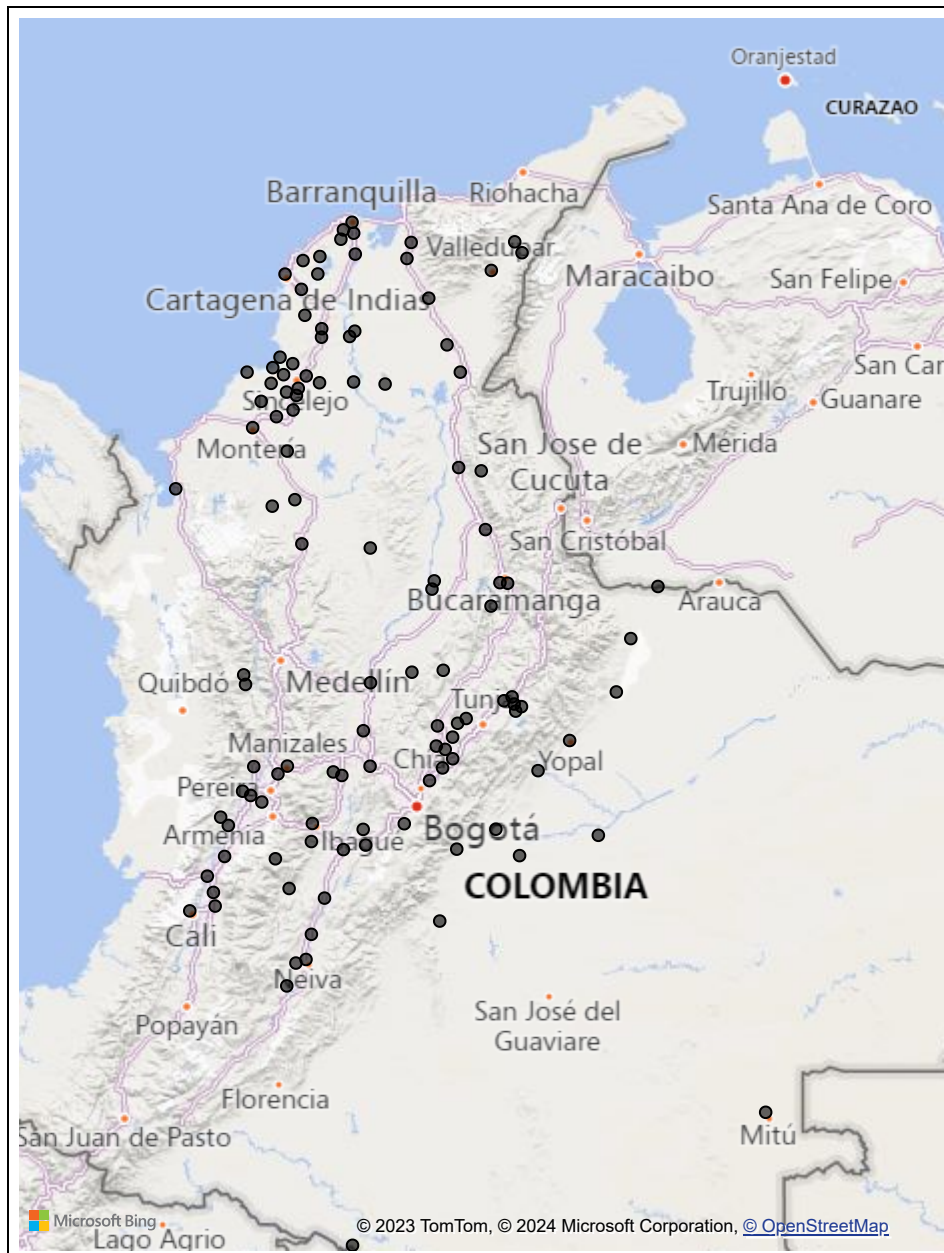 Oranjestad
CURAZAO
Barranquilla
Riohacha
Santa Ana de Coro
Valledupar
Maracaibo
San Felipe
Cartagena de Indias
San Car
Trujillo
Guanare
Sincelejo
Mérida
Montería
San Jose de
Cucuta
San Cristóbal
Bucaramanga
Arauca
Quibdó
Medellín
Tunja
Manizales
Chia
Yopal
Pereira
Armenia
Ibagué
Bogotá
COLOMBIA
Cali
Neiva
San José del
Guaviare
Popayán
Florencia
San Juan de Pasto
Mitú
Microsoft Bing
Lago Agrio
© 2023 TomTom, © 2024 Microsoft Corporation, © OpenStreetMap